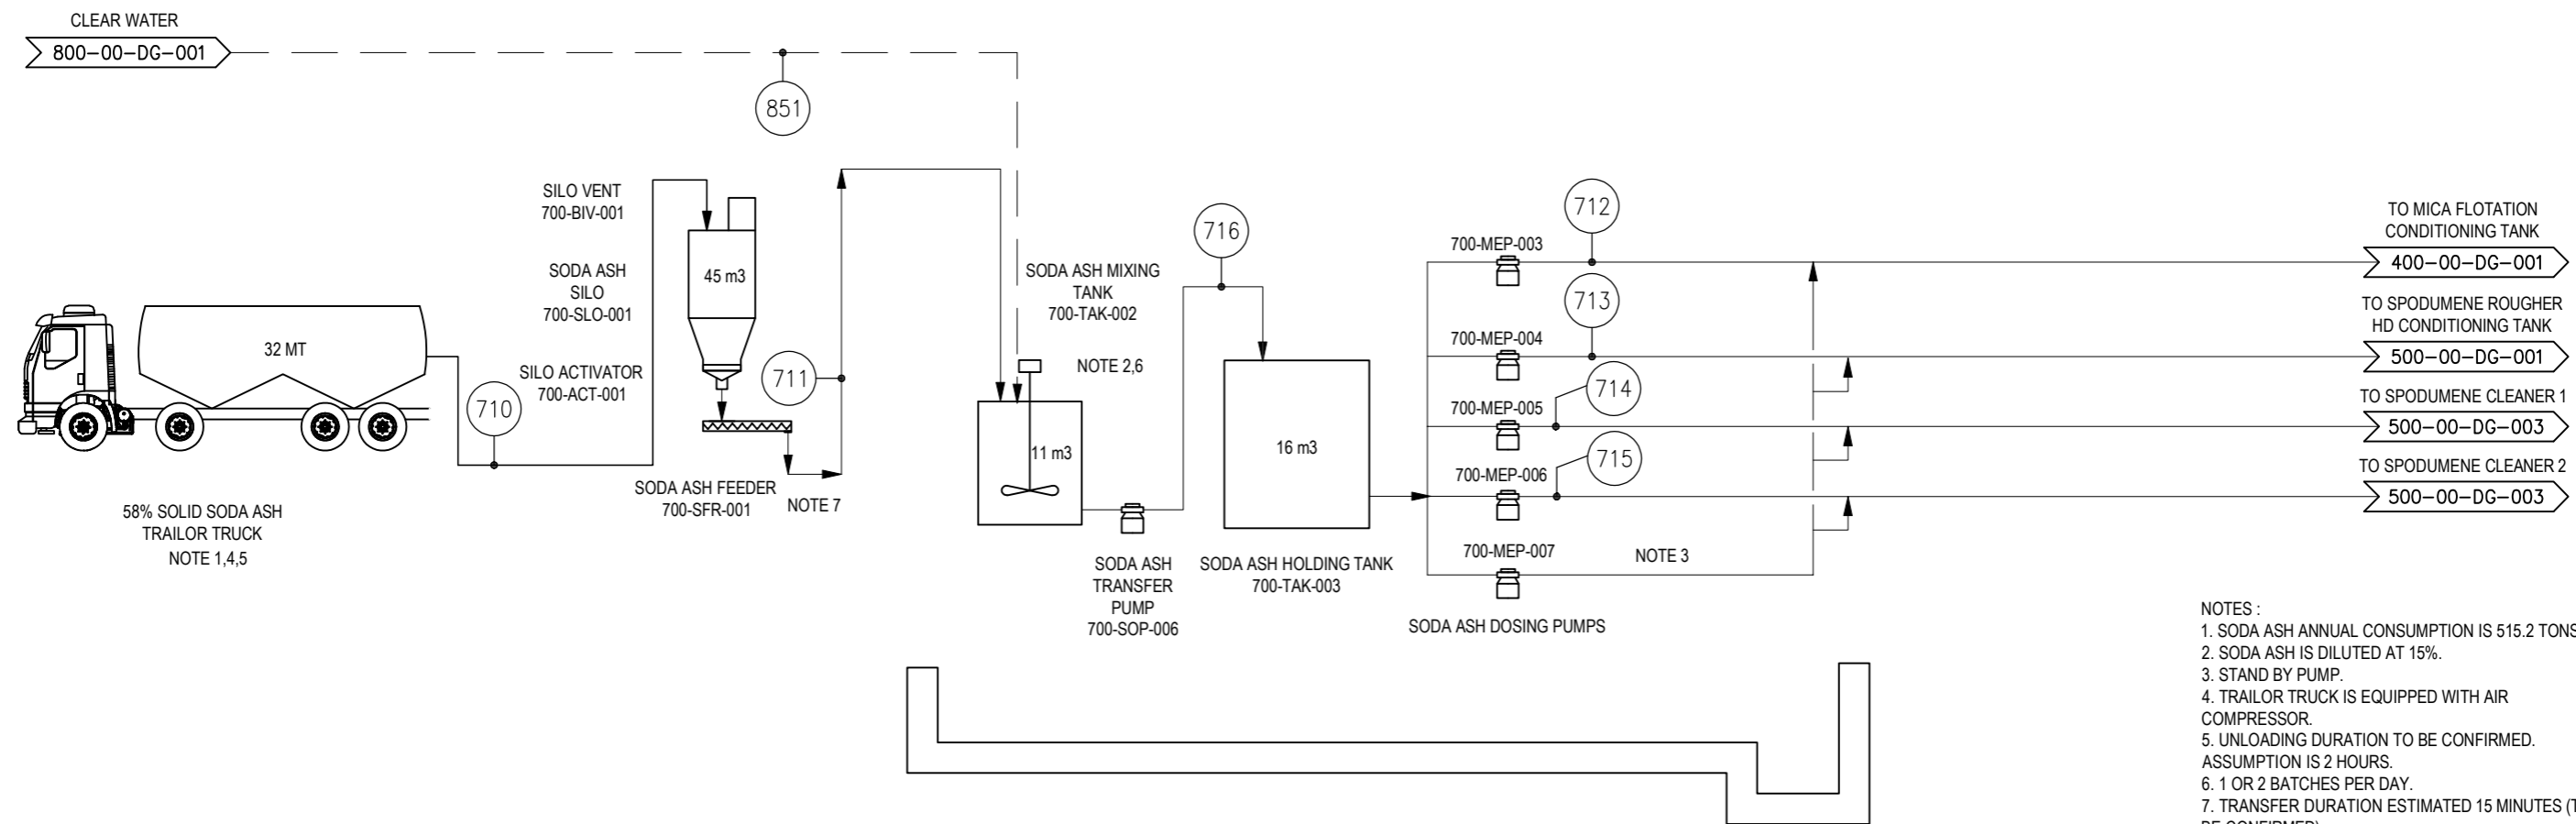 CLEAR WATER
800-00-DG-001
851
SILO VENT
700-BIV-001
SODA ASH
SILO
700-SLO-001
45 m3
SILO ACTIVATOR
700-ACT-001
32 MT
710
711
58% SOLID SODA ASH
TRAILOR TRUCK
NOTE 1,4,5
SODA ASH FEEDER
700-SFR-001
NOTE 7
SODA ASH MIXING
TANK
700-TAK-002
NOTE 2,6
11 m3
716
16 m3
SODA ASH
TRANSFER
PUMP
700-SOP-006
SODA ASH HOLDING TANK
700-TAK-003
700-MEP-003
712
700-MEP-004
713
700-MEP-005
714
700-MEP-006
715
700-MEP-007
NOTE 3
SODA ASH DOSING PUMPS
TO MICA FLOTATION
CONDITIONING TANK
400-00-DG-001
TO SPODUMENE ROUGHER
HD CONDITIONING TANK
500-00-DG-001
TO SPODUMENE CLEANER 1
500-00-DG-003
TO SPODUMENE CLEANER 2
500-00-DG-003
NOTES :
1. SODA ASH ANNUAL CONSUMPTION IS 515.2 TONS
2. SODA ASH IS DILUTED AT 15%.
3. STAND BY PUMP.
4. TRAILOR TRUCK IS EQUIPPED WITH AIR
COMPRESSOR.
5. UNLOADING DURATION TO BE CONFIRMED.
ASSUMPTION IS 2 HOURS.
6. 1 OR 2 BATCHES PER DAY.
7. TRANSFER DURATION ESTIMATED 15 MINUTES (T
BE CONFIRMED)